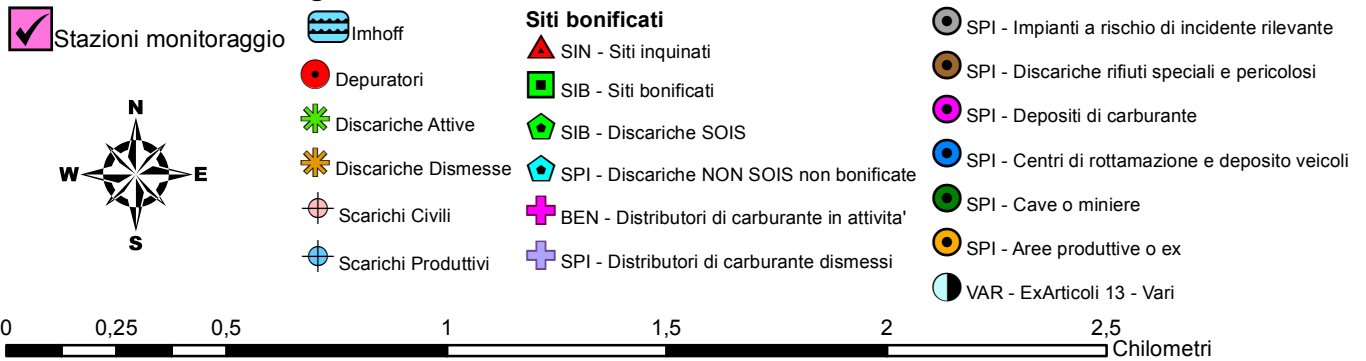 Stazioni monitoraggio
N
W E
S
Imhoff
Depuratori
Discariche Attive
Discariche Dismesse
Scarichi Civili
Scarichi Produttivi
Siti bonificati
SIN - Siti inquinati
SIB - Siti bonificati
SIB - Discariche SOIS
SPI - Discariche NON SOIS non bonificate
BEN - Distributori di carburante in attivita'
SPI - Distributori di carburante dismessi
SPI - Impianti a rischio di incidente rilevante
SPI - Discariche rifiuti speciali e pericolosi
SPI - Depositi di carburante
SPI - Centri di rottamazione e deposito veicoli
SPI - Cave o miniere
SPI - Aree produttive o ex
VAR - ExArticoli 13 - Vari
0 0,25 0,5 1 1,5 2 2,5
Chilometri